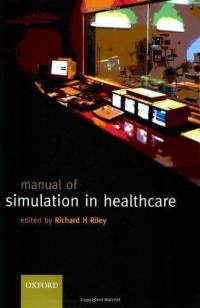 manual of
simulation in healthcare
edited by Richard H Riley
OXFORD